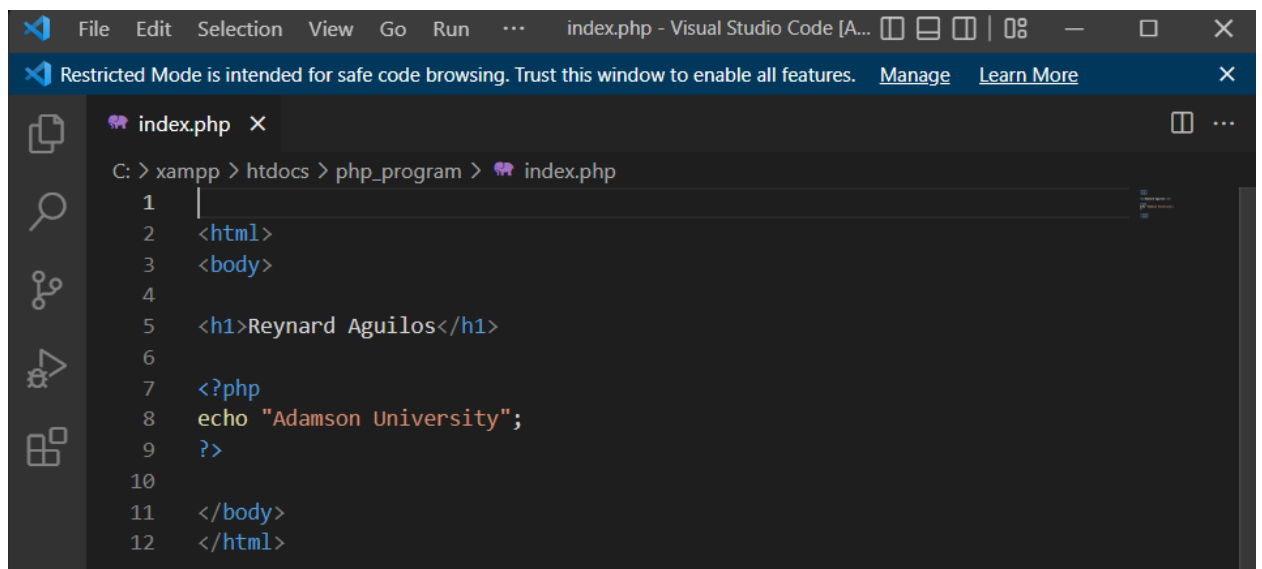 File Edit Selection View Go Run ··· index.php - Visual Studio Code [A...
Restricted Mode is intended for safe code browsing. Trust this window to enable all features. Manage Learn More
index.php
C: > xampp > htdocs > php_program > index.php
1
2 <html>
3 <body>
4
5 <h1>Reynard Aguilos</h1>
6
7 <?php
8 echo "Adamson University";
9 ?>
10
11 </body>
12 </html>